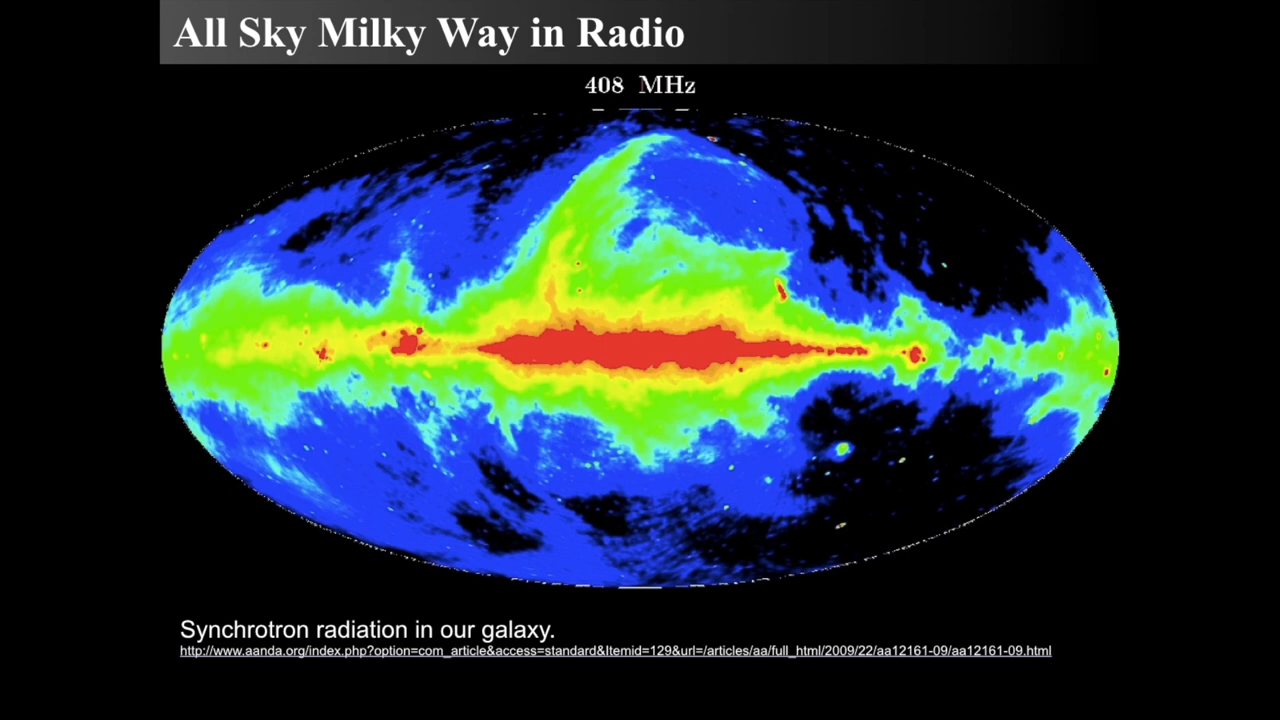 All Sky Milky Way in Radio
408 MHz
Synchrotron radiation in our galaxy.
http://www.aanda.org/index.php?option=com_article&access=standard&Itemid=129&url=/articles/aa/full_html/2009/22/aa12161-09/aa12161-09.html